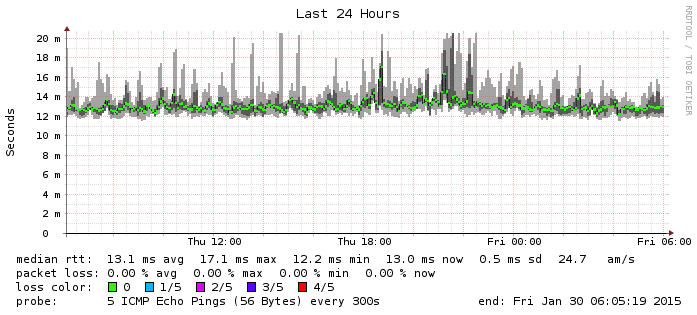 Last 24 Hours
RRDTOOL / TOBI OETIKER
Seconds
20 m
18 m
16 m
14 m
12 m
10 m
8 m
6 m
4 m
2 m
0
Thu 12:00 Thu 18:00 Fri 00:00 Fri 06:00
median rtt: 13.1 ms avg 17.1 ms max 12.2 ms min 13.0 ms now 0.5 ms sd 24.7 am/s
packet loss: 0.00 % avg 0.00 % max 0.00 % min 0.00 % now
loss color: 0 1/5 2/5 3/5 4/5
probe: 5 ICMP Echo Pings (56 Bytes) every 300s end: Fri Jan 30 06:05:19 2015